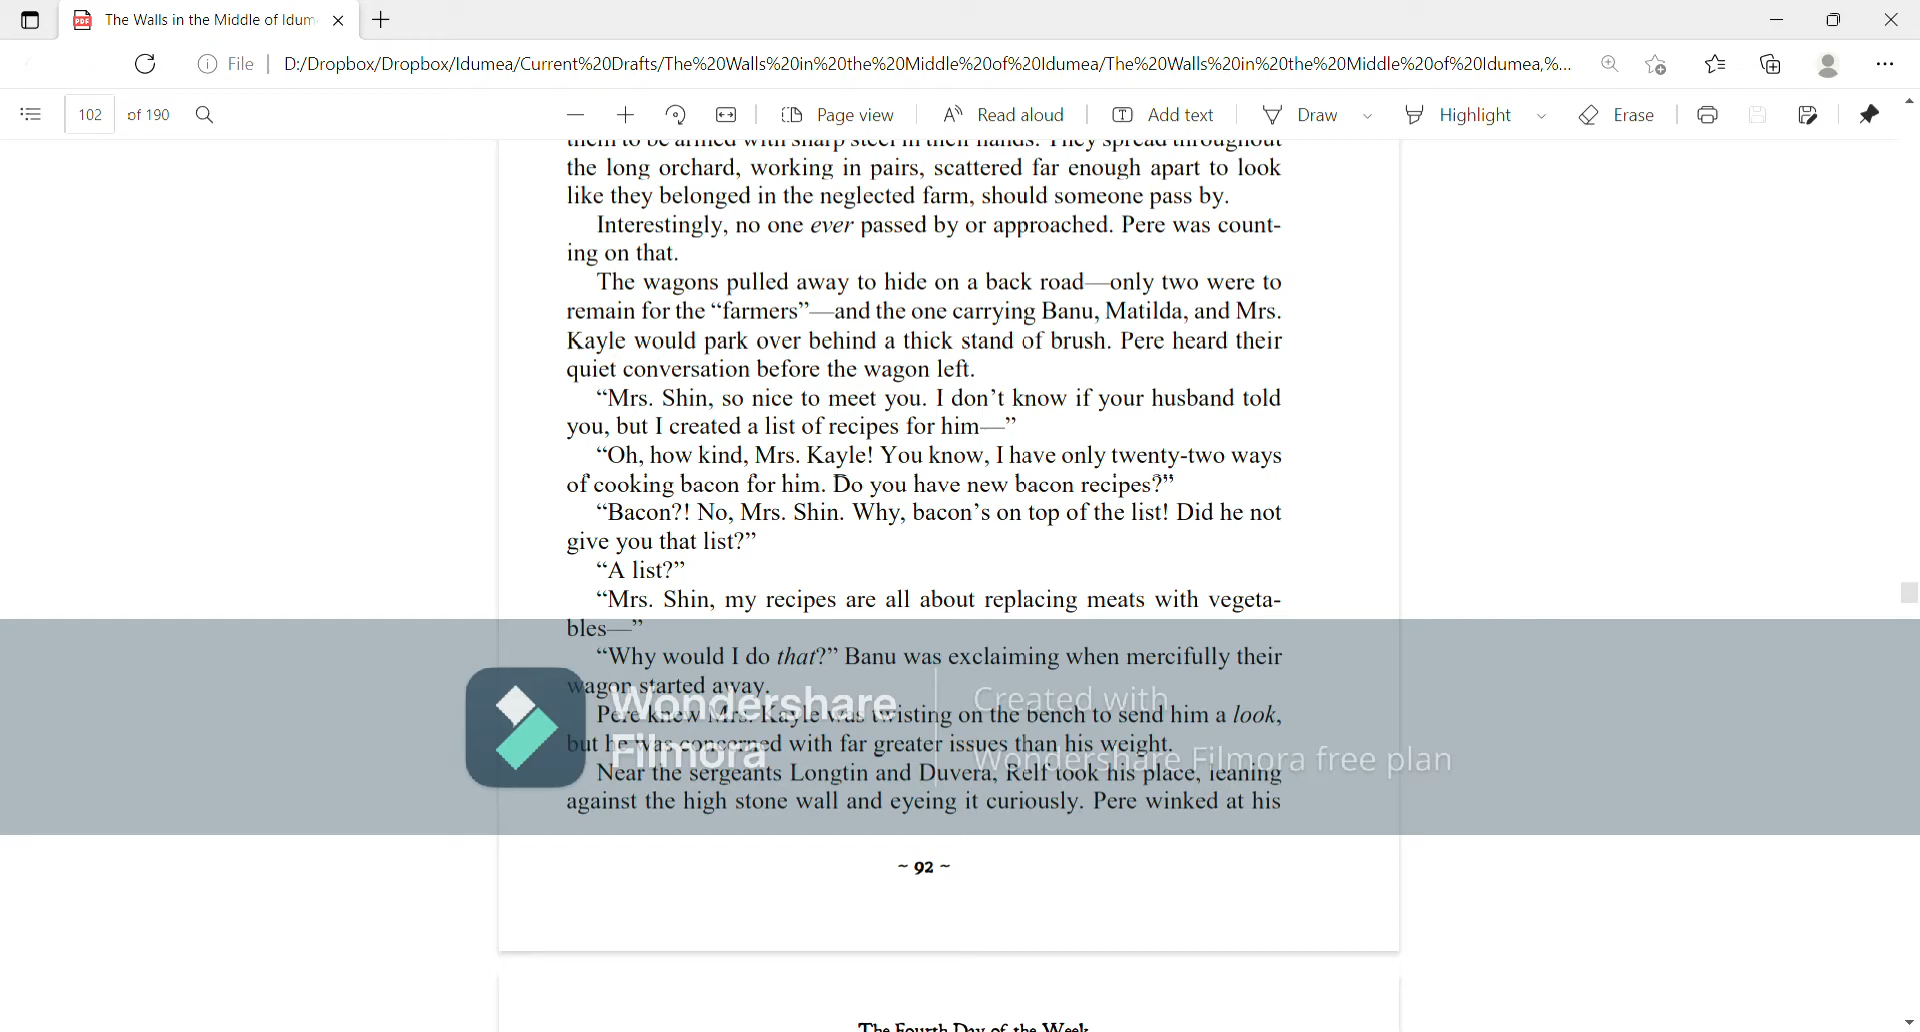 The Walls in the Middle of Idum
File
D:/Dropbox/Dropbox/Idumea/Current%20Drafts/The%20Walls%20in%20the%20Middle%20of%20Idumea/The%20Walls%20in%20the%20Middle%20of%20Idumea,%...
102 of 190
Page view
Read aloud
Add text
Draw
Highlight
Erase
them to be armed with sharp steel in their hands. They spread throughout
the long orchard, working in pairs, scattered far enough apart to look
like they belonged in the neglected farm, should someone pass by.
Interestingly, no one ever passed by or approached. Pere was count-
ing on that.
The wagons pulled away to hide on a back road—only two were to
remain for the “farmers”—and the one carrying Banu, Matilda, and Mrs.
Kayle would park over behind a thick stand of brush. Pere heard their
quiet conversation before the wagon left.
“Mrs. Shin, so nice to meet you. I don’t know if your husband told
you, but I created a list of recipes for him—”
“Oh, how kind, Mrs. Kayle! You know, I have only twenty-two ways
of cooking bacon for him. Do you have new bacon recipes?”
“Bacon?! No, Mrs. Shin. Why, bacon’s on top of the list! Did he not
give you that list?”
“A list?”
“Mrs. Shin, my recipes are all about replacing meats with vegeta-
bles—”
“Why would I do that?” Banu was exclaiming when mercifully their
wagon started away.
Pere knew Mrs. Kayle was twisting on the bench to send him a look,
but he was concerned with far greater issues than his weight.
Near the sergeants Longtin and Duvera, Relf took his place, leaning
against the high stone wall and eyeing it curiously. Pere winked at his
Wondershare
Filmora
Created with
Wondershare Filmora free plan
~ 92 ~
The Fourth Day of the Week